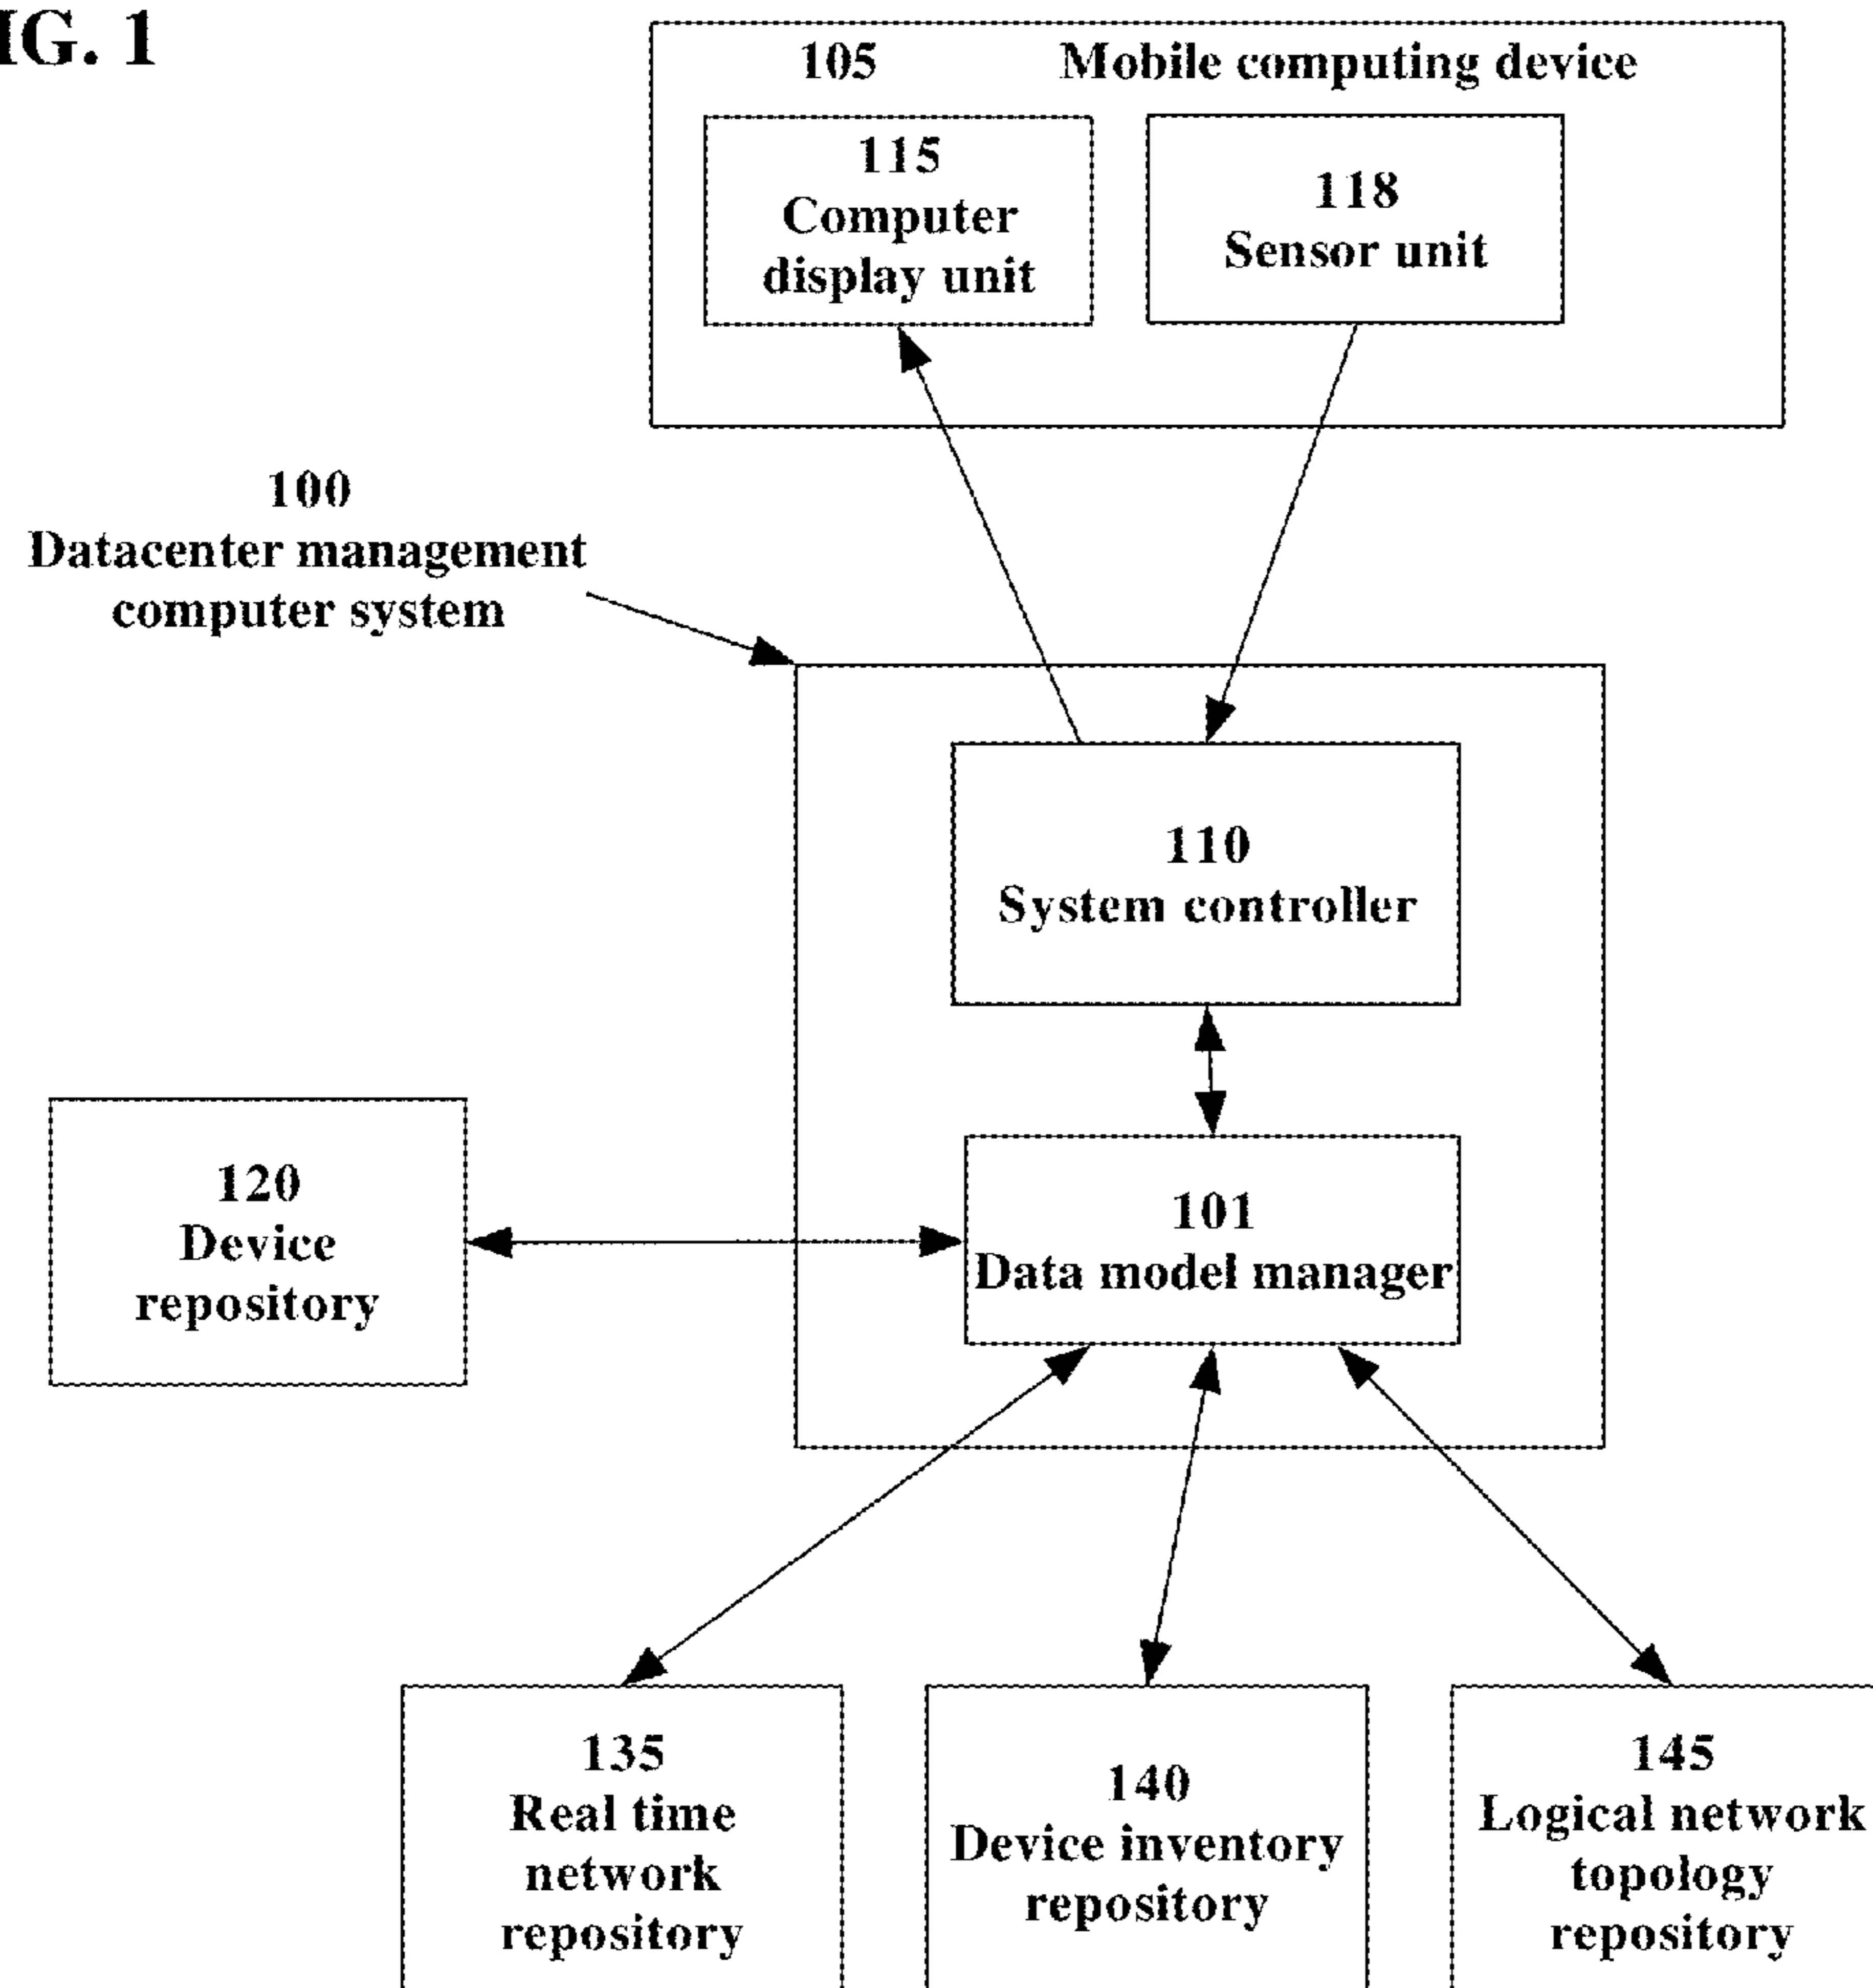 IG. 1
105 Mobile computing device
115
Computer
display unit
118
Sensor unit
100
Datacenter management
computer system
110
System controller
101
Data model manager
120
Device
repository
135
Real time
network
repository
140
Device inventory
repository
145
Logical network
topology
repository